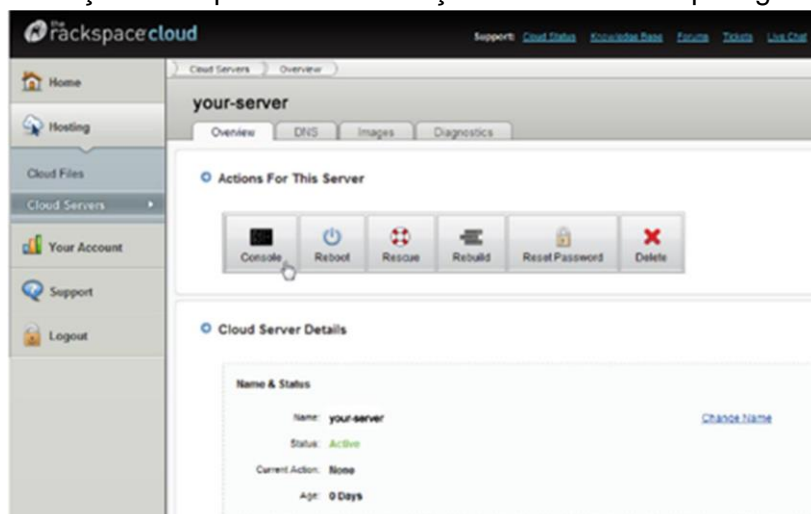 the
rackspace cloud
Support: Cloud Status Knowledge Base Forums Tickets Live Chat
Home
Hosting
Cloud Files
Cloud Servers
Your Account
Support
Logout
Cloud Servers Overview
your-server
Overview DNS Images Diagnostics
Actions For This Server
Console Reboot Rescue Rebuild Reset Password Delete
Cloud Server Details
Name & Status
Name: your-server Change Name
Status: Active
Current Action: None
Age: 0 Days